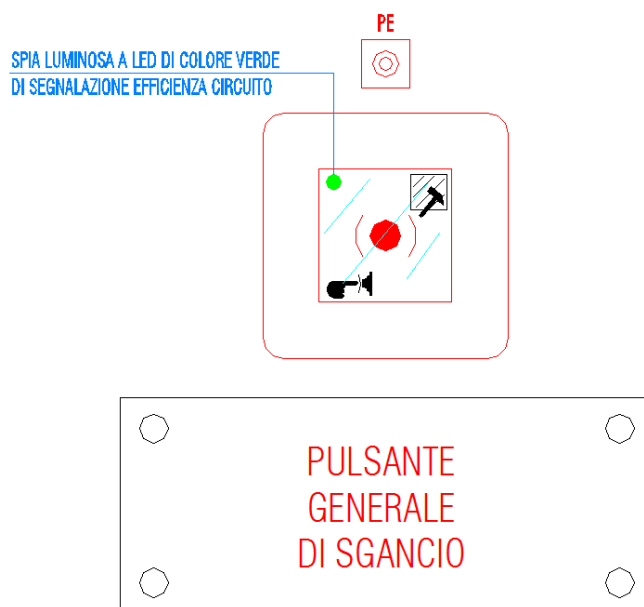 PE
SPIA LUMINOSA A LED DI COLORE VERDE
DI SEGNALAZIONE EFFICIENZA CIRCUITO
PULSANTE
GENERALE
DI SGANCIO